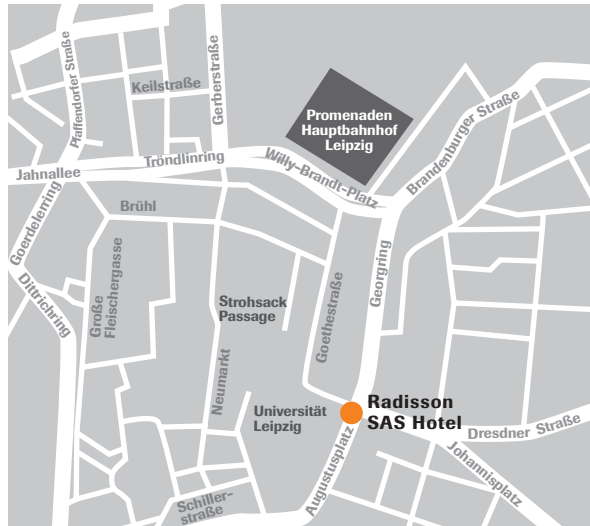 Pfaffendorfer Straße
Keilstraße
Gerberstraße
Promenaden
Hauptbahnhof
Leipzig
Brandenburger Straße
Tröndlinring
Willy-Brandt-Platz
Jahnallee
Goerdelerring
Brühl
Dittrichring
Große
Fleischergasse
Strohsack
Passage
Goethestraße
Georgring
Neumarkt
Universität
Leipzig
Radisson
SAS Hotel
Dresdner Straße
Augustusplatz
Johannisplatz
Schiller-
straße